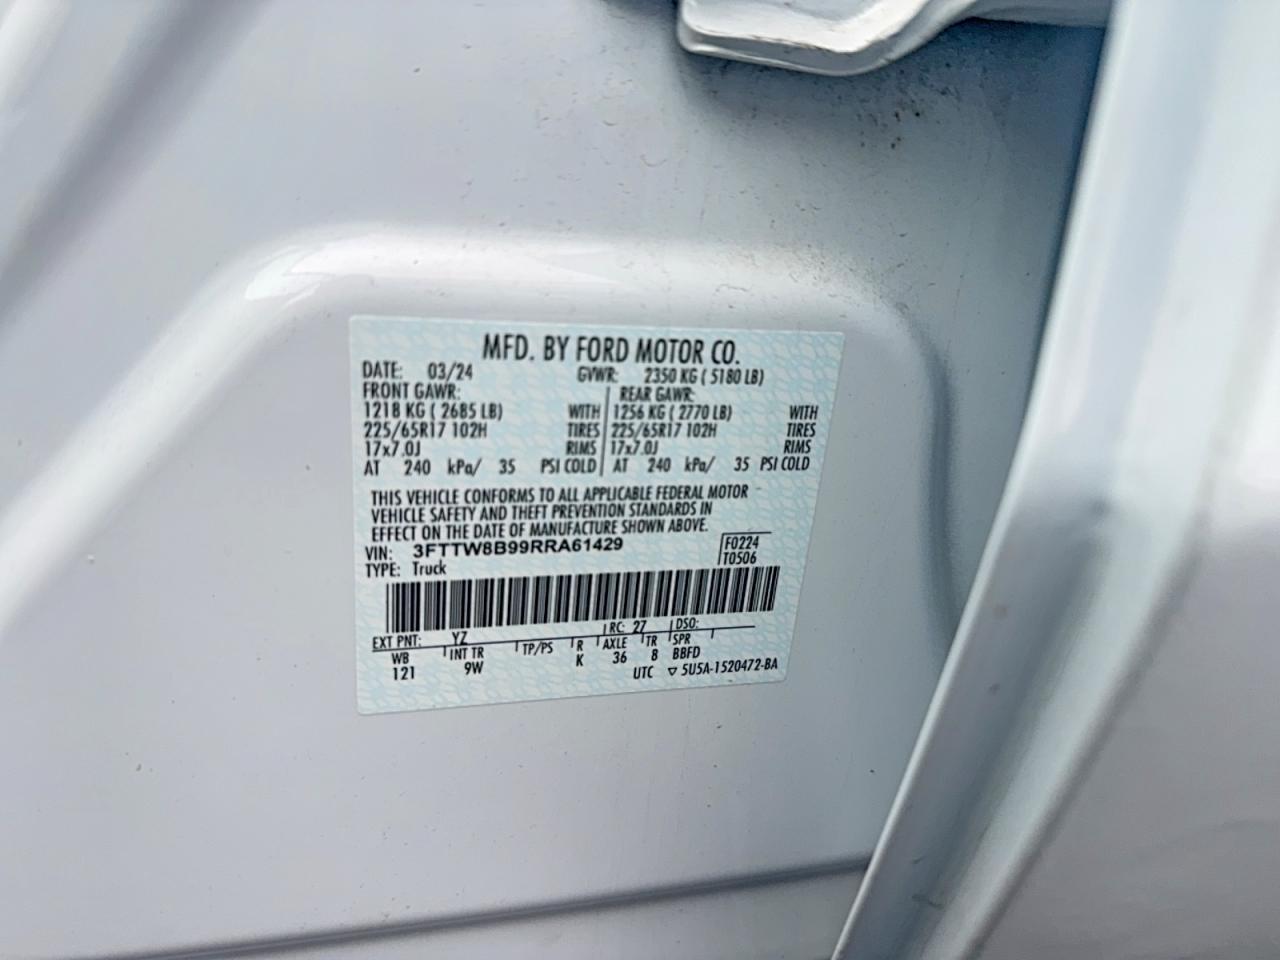 MFD. BY FORD MOTOR CO.
DATE: 03/24 GVWR: 2350 KG ( 5180 LB)
FRONT GAWR: REAR GAWR:
1218 KG ( 2685 LB) WITH 1256 KG ( 2770 LB) WITH
225/65R17 102H TIRES 225/65R17 102H TIRES
17x7.0J RIMS 17x7.0J RIMS
AT 240 kPa/ 35 PSI COLD AT 240 kPa/ 35 PSI COLD
THIS VEHICLE CONFORMS TO ALL APPLICABLE FEDERAL MOTOR
VEHICLE SAFETY AND THEFT PREVENTION STANDARDS IN
EFFECT ON THE DATE OF MANUFACTURE SHOWN ABOVE.
VIN: 3FTTW8B99RRA61429 F0224
TYPE: Truck T0506
EXT PNT: YZ RC: 27 DSO:
WB INT TR TP/PS R AXLE TR SPR
121 9W K 36 8 BBFD
UTC ▽ 5U5A-1520472-BA